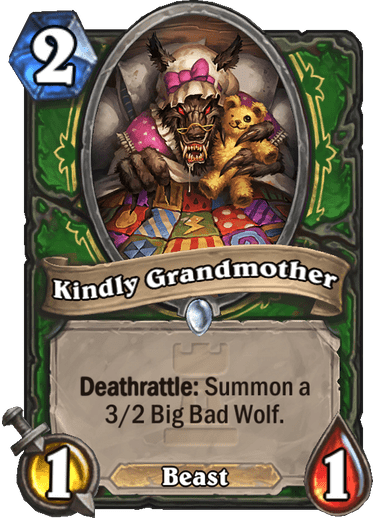 2
Kindly Grandmother
Deathrattle: Summon a
3/2 Big Bad Wolf.
1
Beast
1